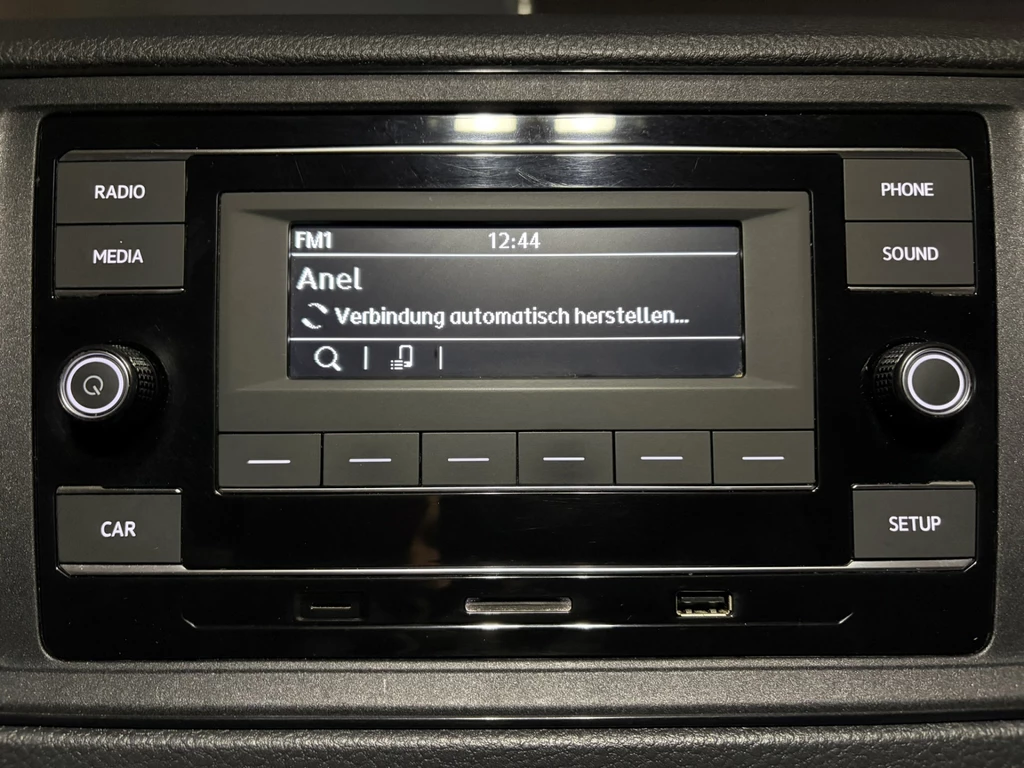 RADIO
MEDIA
FM1 12:44
Anel
Verbindung automatisch herstellen...
PHONE
SOUND
CAR
SETUP